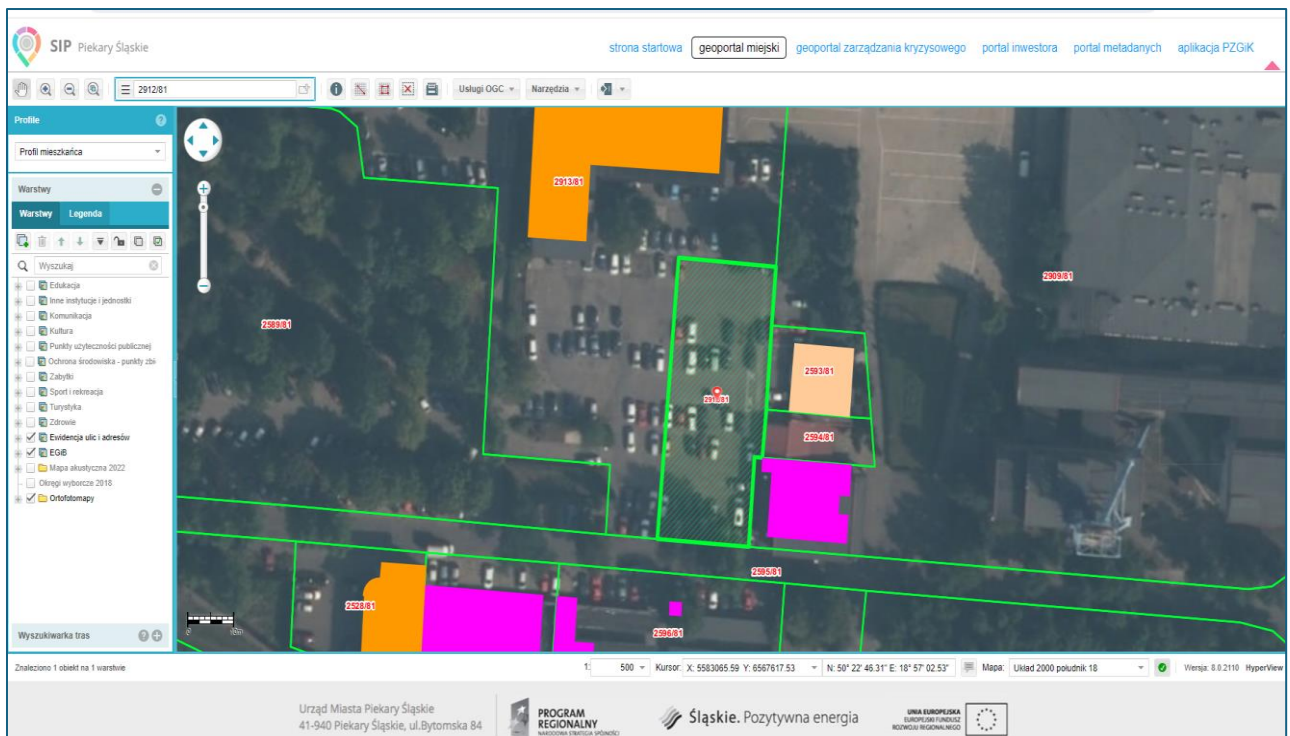 SIP Piekary Śląskie
strona startowa geoportal miejski geoportal zarządzania kryzysowego portal inwestora portal metadanych aplikacja PZGiK
2912/81 Usługi OGC Narzędzia
Profile
Profil mieszkańca
Warstwy
Warstwy Legenda
Wyszukaj
Edukacja
Inne instytucje i jednostki
Komunikacja
Kultura
Punkty użyteczności publicznej
Ochrona środowiska - punkty zbi
Zabytki
Sport i rekreacja
Turystyka
Zdrowie
Ewidencja ulic i adresów
EGiB
Mapa akustyczna 2022
Okręgi wyborcze 2018
Ortofotomapy
Wyszukiwarka tras
2913/81
2909/81
2589/81
2593/81
2594/81
2595/81
2528/81
2596/81
0 10m
Znaleziono 1 obiekt na 1 warstwie
1: 500 Kursor: X: 5583065.59 Y: 6567617.53 N: 50° 22' 46.31" E: 18° 57' 02.53" Mapa: Układ 2000 południk 18 Wersja: 8.0.2110 HyperView
Urząd Miasta Piekary Śląskie
41-940 Piekary Śląskie, ul.Bytomska 84
PROGRAM
REGIONALNY
NARODOWA STRATEGIA SPÓJNOŚCI
Śląskie. Pozytywna energia
UNIA EUROPEJSKA
EUROPEJSKI FUNDUSZ
ROZWOJU REGIONALNEGO